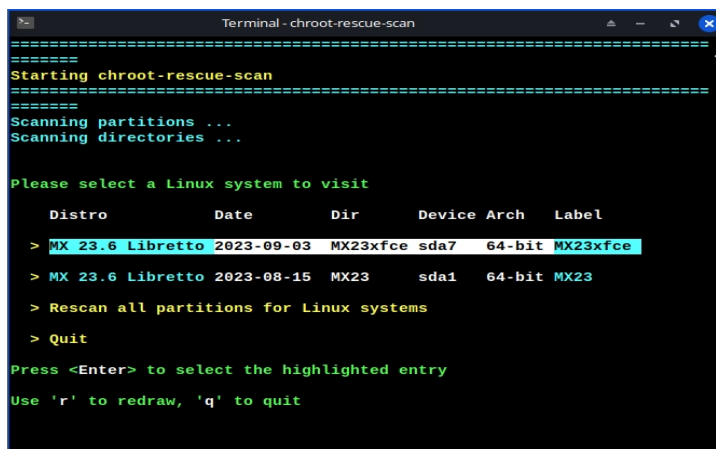 Terminal - chroot-rescue-scan
========================================================================
=======
Starting chroot-rescue-scan
========================================================================
=======
Scanning partitions ...
Scanning directories ...
Please select a Linux system to visit
Distro Date Dir Device Arch Label
> MX 23.6 Libretto 2023-09-03 MX23xfce sda7 64-bit MX23xfce
> MX 23.6 Libretto 2023-08-15 MX23 sda1 64-bit MX23
> Rescan all partitions for Linux systems
> Quit
Press <Enter> to select the highlighted entry
Use 'r' to redraw, 'q' to quit